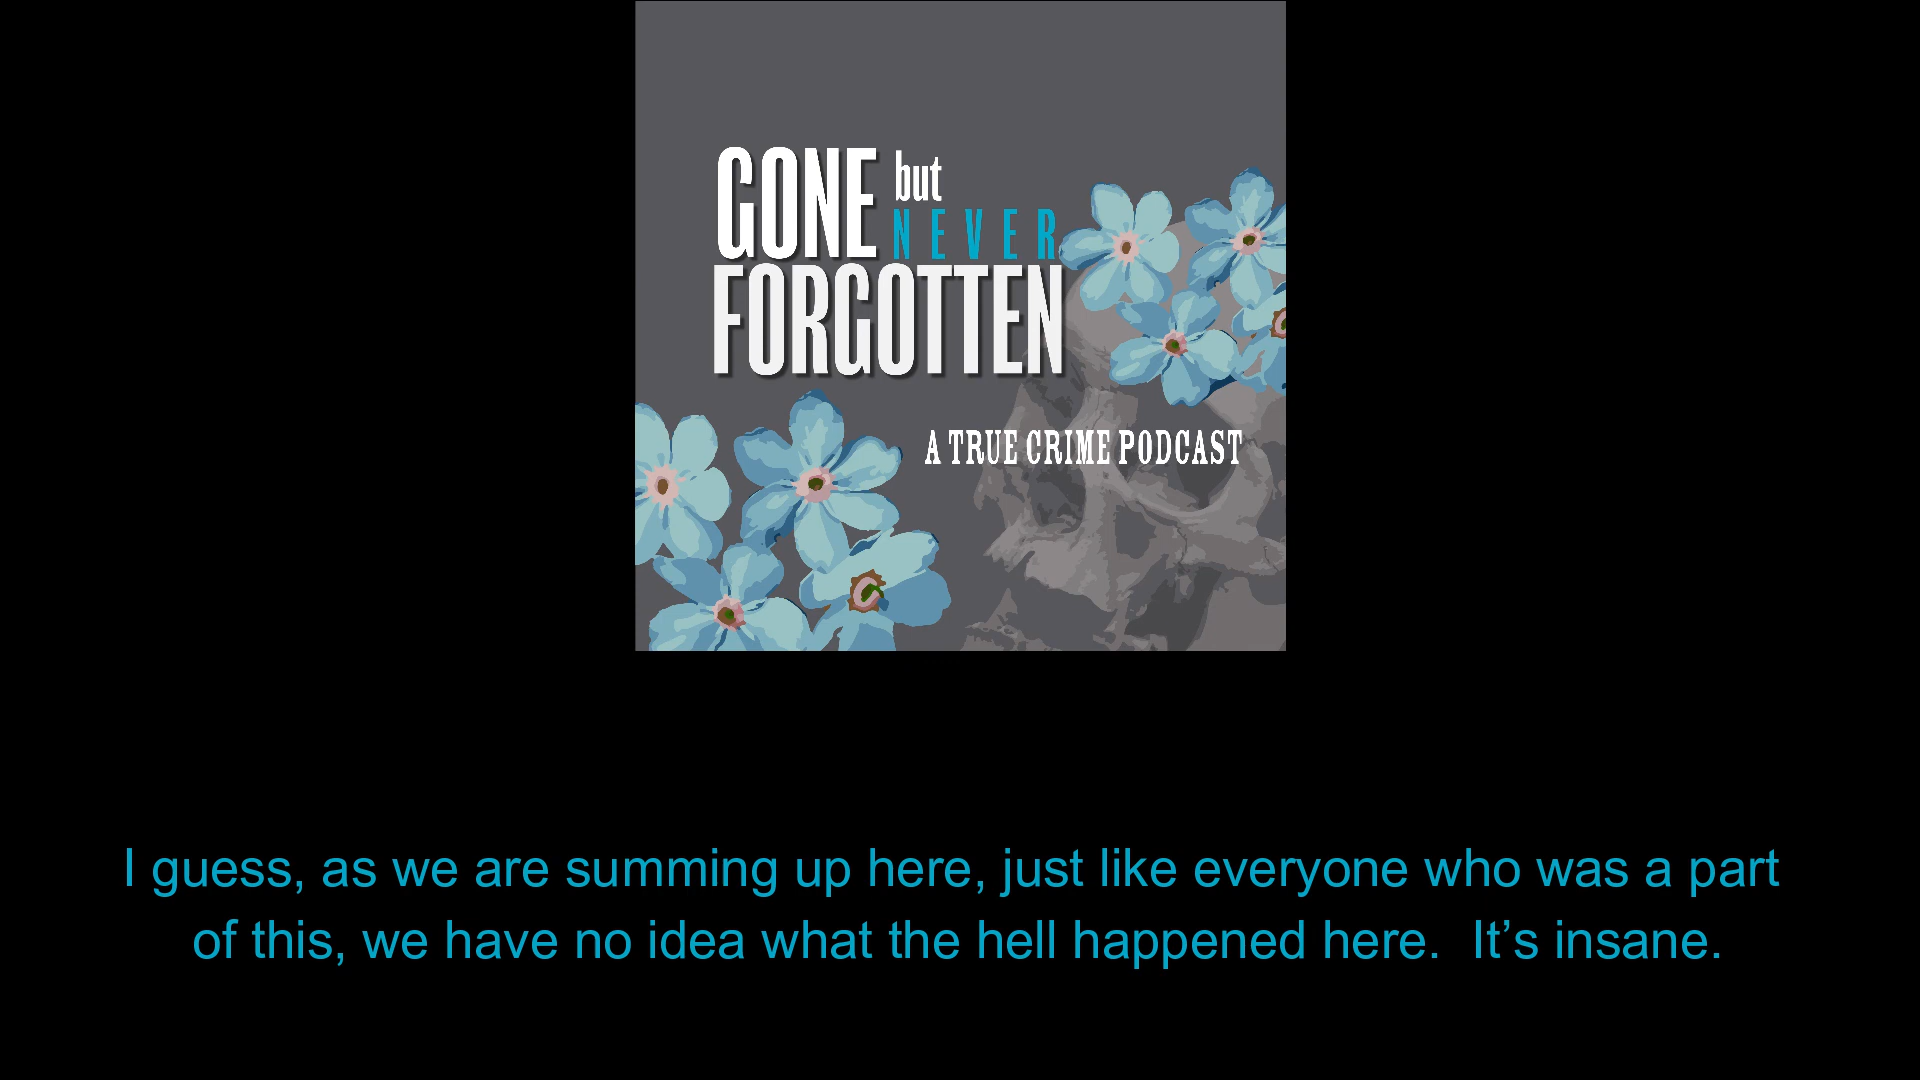 GONE but
NEVER
FORGOTTEN
A TRUE CRIME PODCAST
I guess, as we are summing up here, just like everyone who was a part
of this, we have no idea what the hell happened here.  It’s insane.